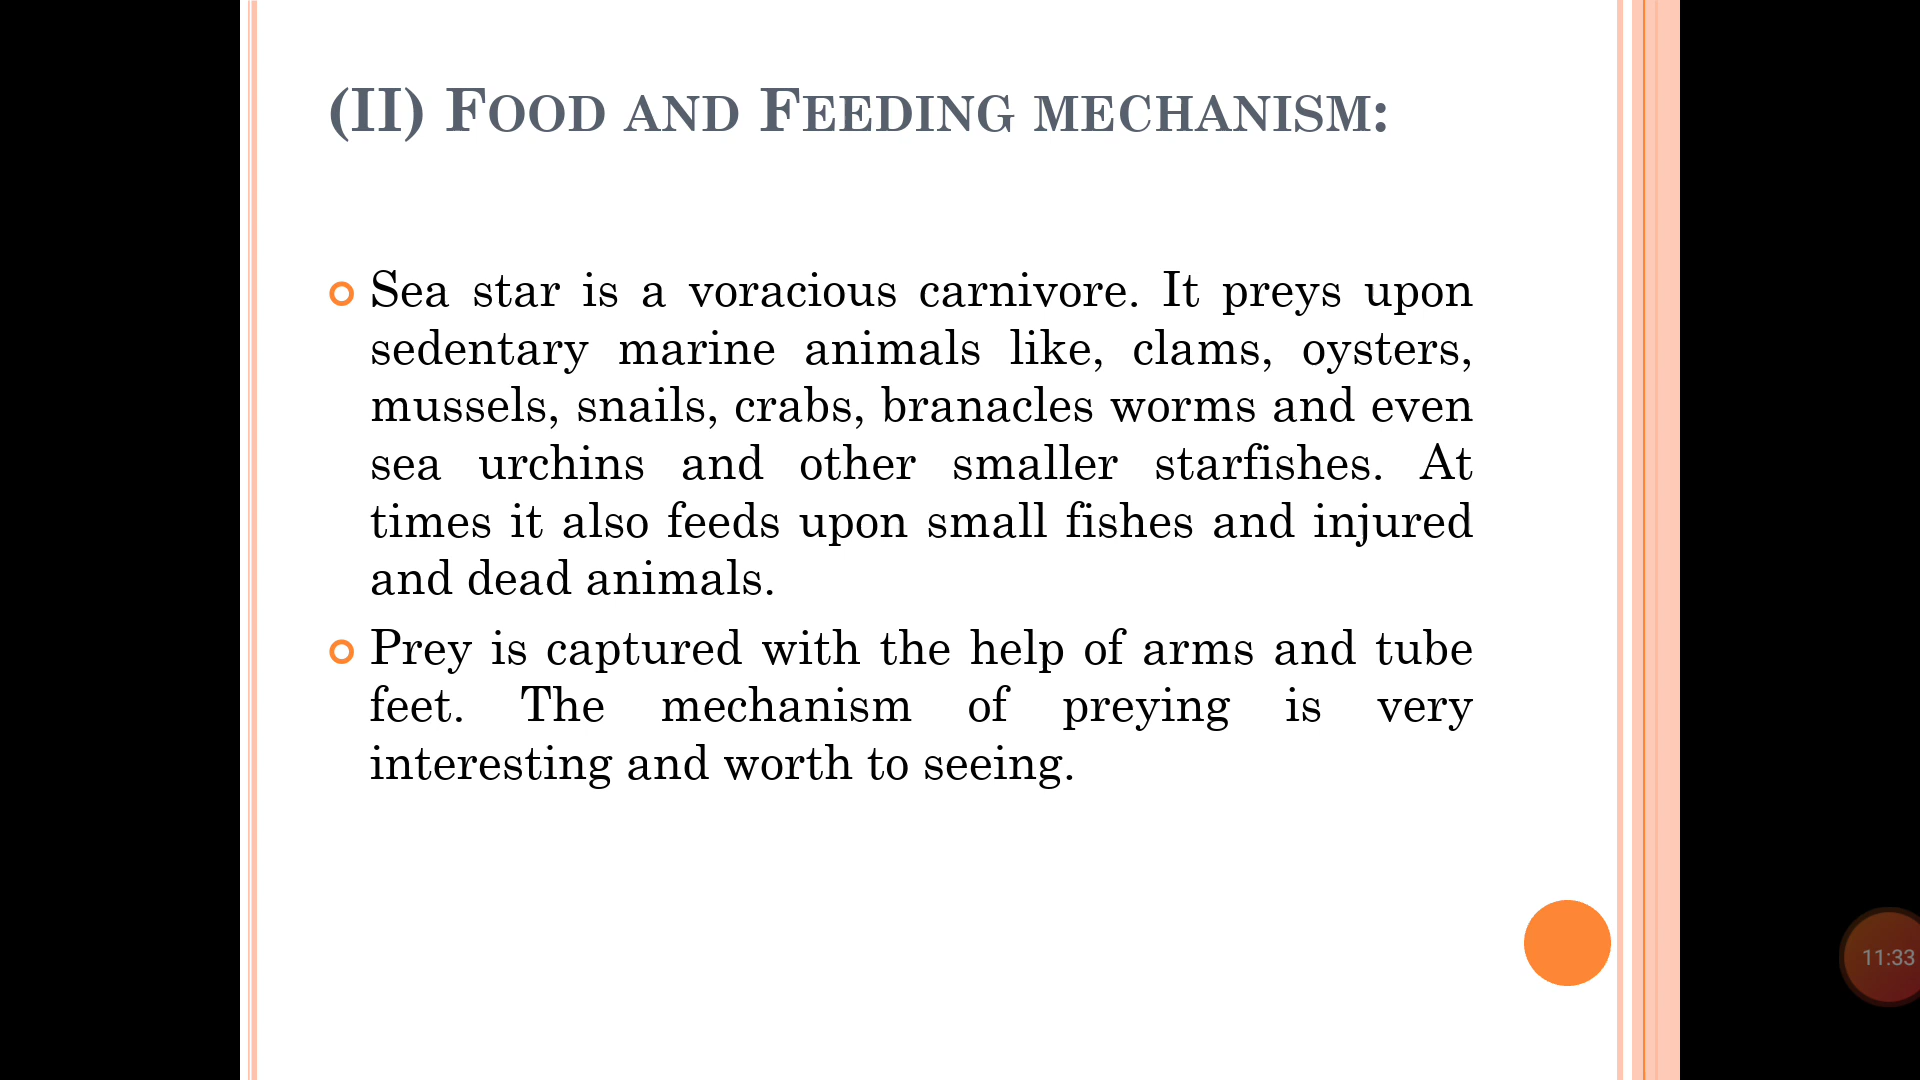 (II) FOOD AND FEEDING MECHANISM:
Sea star is a voracious carnivore. It preys upon
sedentary marine animals like, clams, oysters,
mussels, snails, crabs, branacles worms and even
sea urchins and other smaller starfishes. At
times it also feeds upon small fishes and injured
and dead animals.
Prey is captured with the help of arms and tube
feet. The mechanism of preying is very
interesting and worth to seeing.
11:33